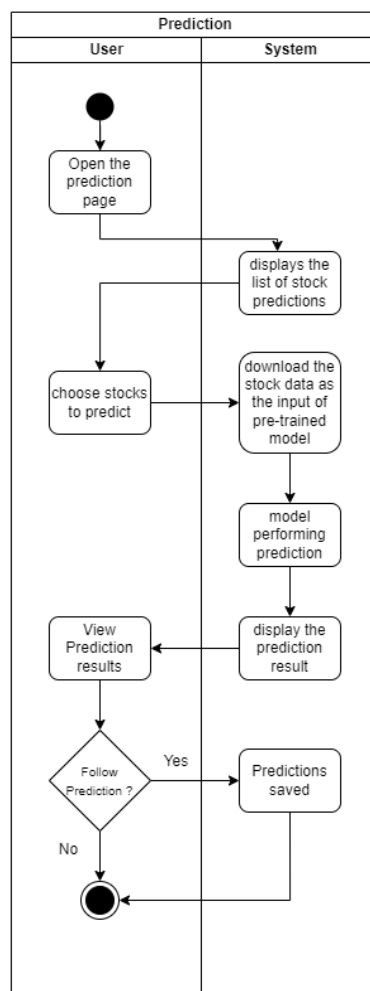 Prediction
User
System
Open the
prediction
page
displays the
list of stock
predictions
choose stocks
to predict
download the
stock data as
the input of
pre-trained
model
model
performing
prediction
View
Prediction
results
display the
prediction
result
Follow
Prediction ?
Yes
Predictions
saved
No